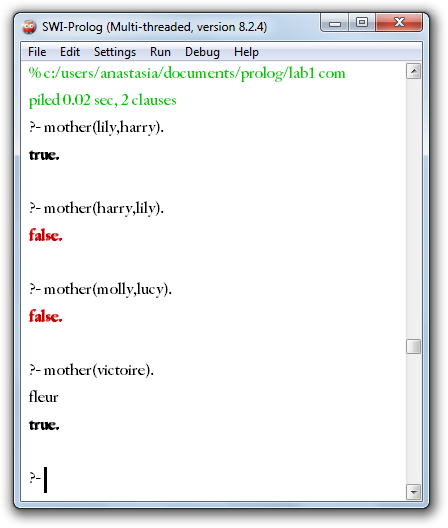 SWI-Prolog (Multi-threaded, version 8.2.4)
File Edit Settings Run Debug Help
% c:/users/anastasia/documents/prolog/lab1 com
piled 0.02 sec, 2 clauses
?- mother(lily,harry).
true.
?- mother(harry,lily).
false.
?- mother(molly,lucy).
false.
?- mother(victoire).
fleur
true.
?-